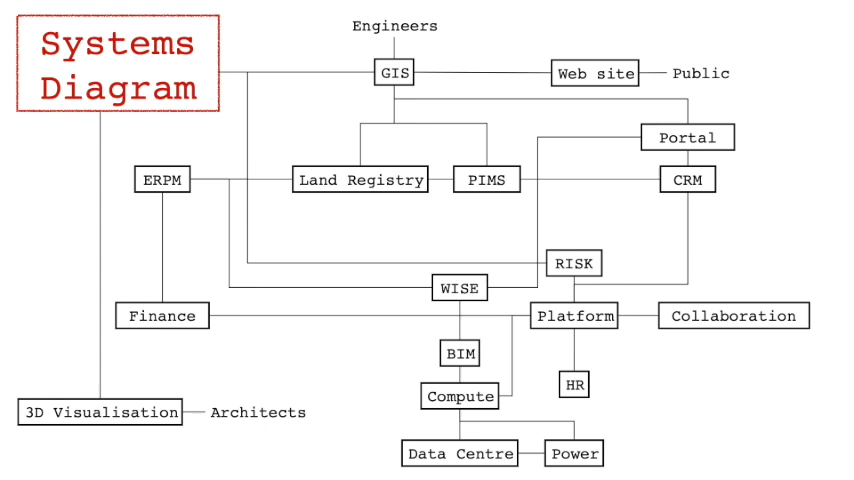 Engineers
Systems
Diagram
GIS
Web site
Public
Portal
ERPM
Land Registry
PIMS
CRM
RISK
WISE
Finance
Platform
Collaboration
BIM
HR
Compute
3D Visualisation
Architects
Data Centre
Power